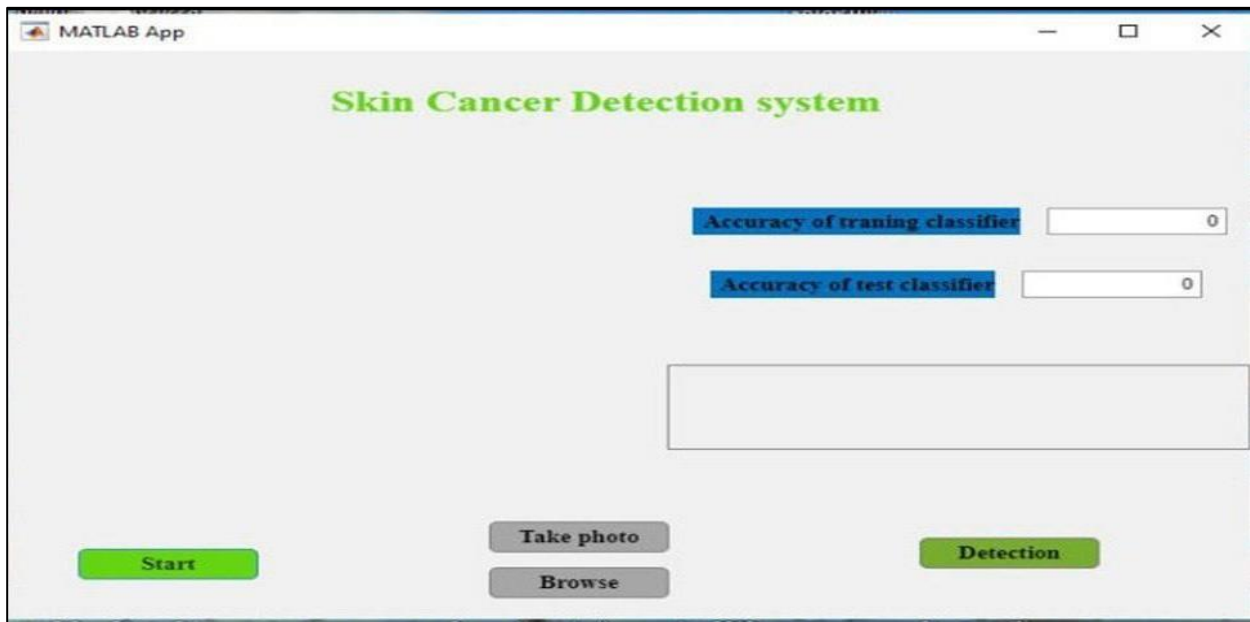 MATLAB App
Skin Cancer Detection system
Accuracy of traning classifier 0
Accuracy of test classifier 0
Take photo
Start
Detection
Browse